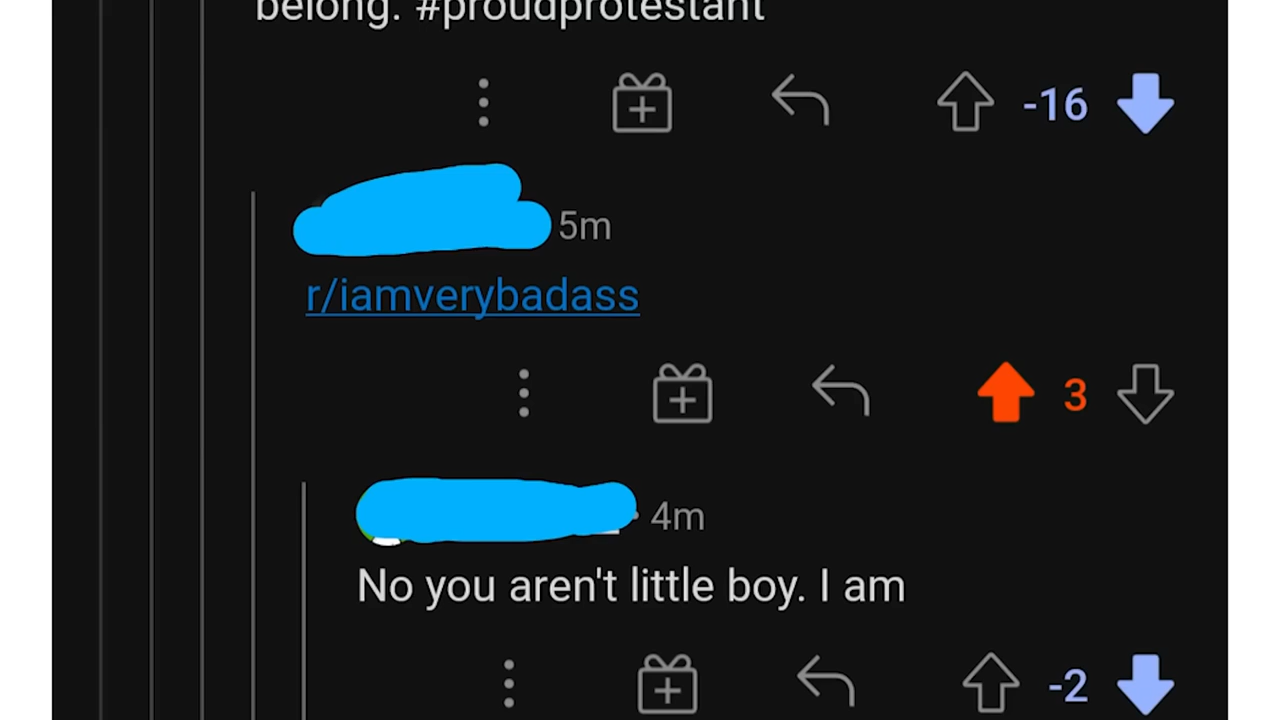 belong. #proudprotestant
-16
5m
r/iamverybadass
3
4m
No you aren't little boy. I am
-2